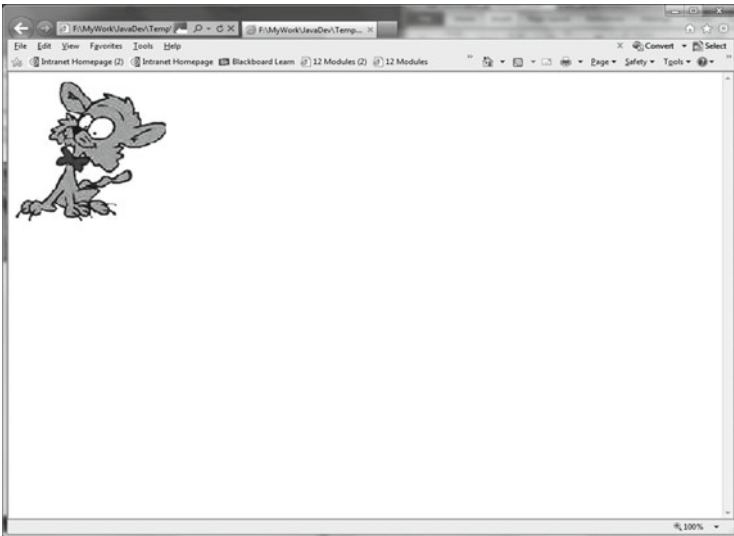 F:\MyWork\JavaDev\Temp\
F:\MyWork\JavaDev\Temp...
File Edit View Favorites Tools Help
Convert Select
Intranet Homepage (2) Intranet Homepage Blackboard Learn 12 Modules (2) 12 Modules
Page Safety Tools
100%